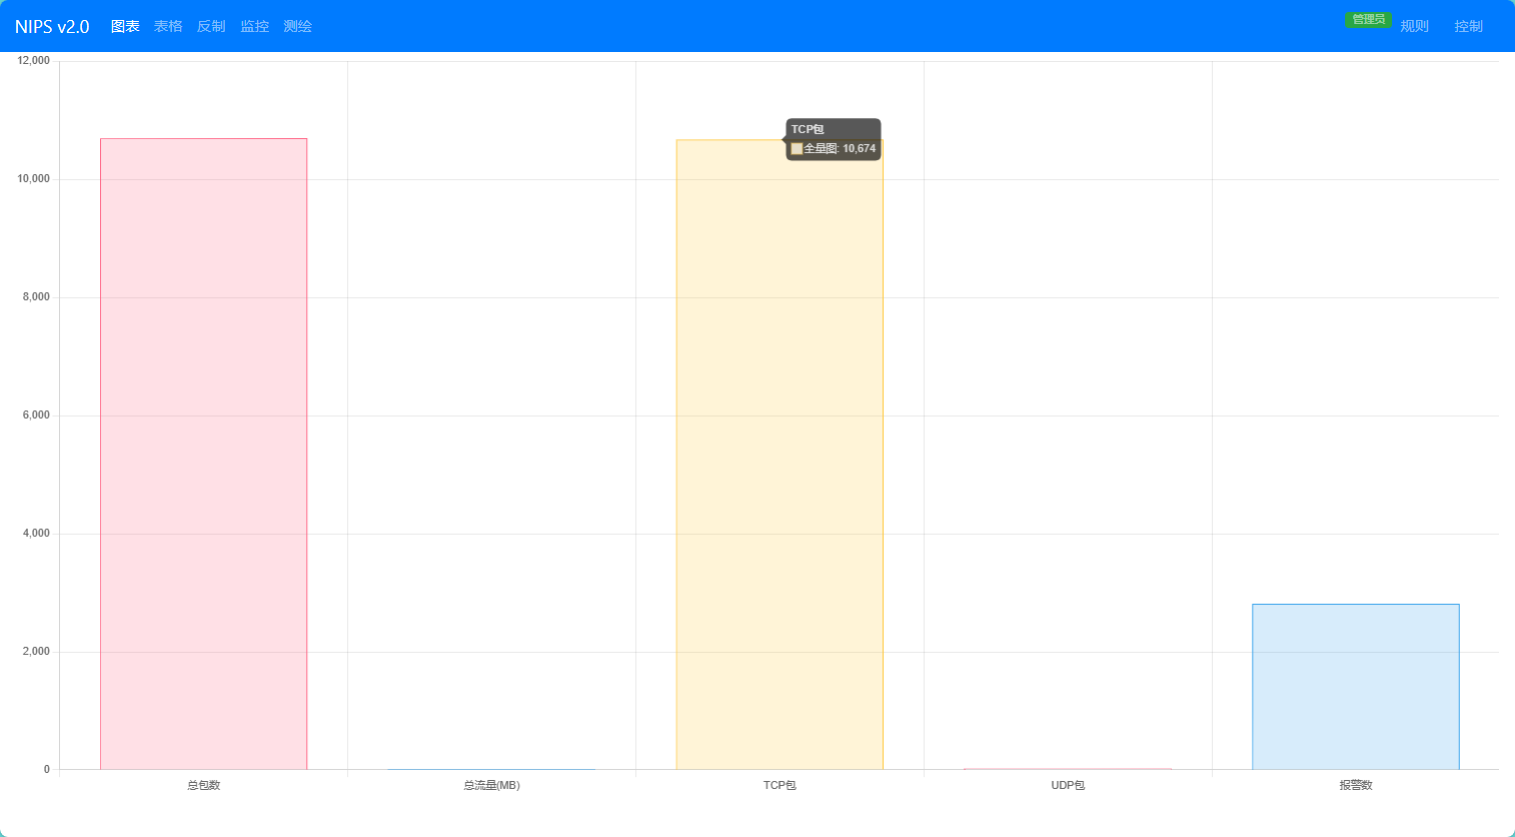 NIPS v2.0 图表 表格 反制 监控 测绘 管理员 规则 控制
12,000
10,000
8,000
6,000
4,000
2,000
0
TCP包
全量图: 10,674
总包数 总流量(MB) TCP包 UDP包 报警数